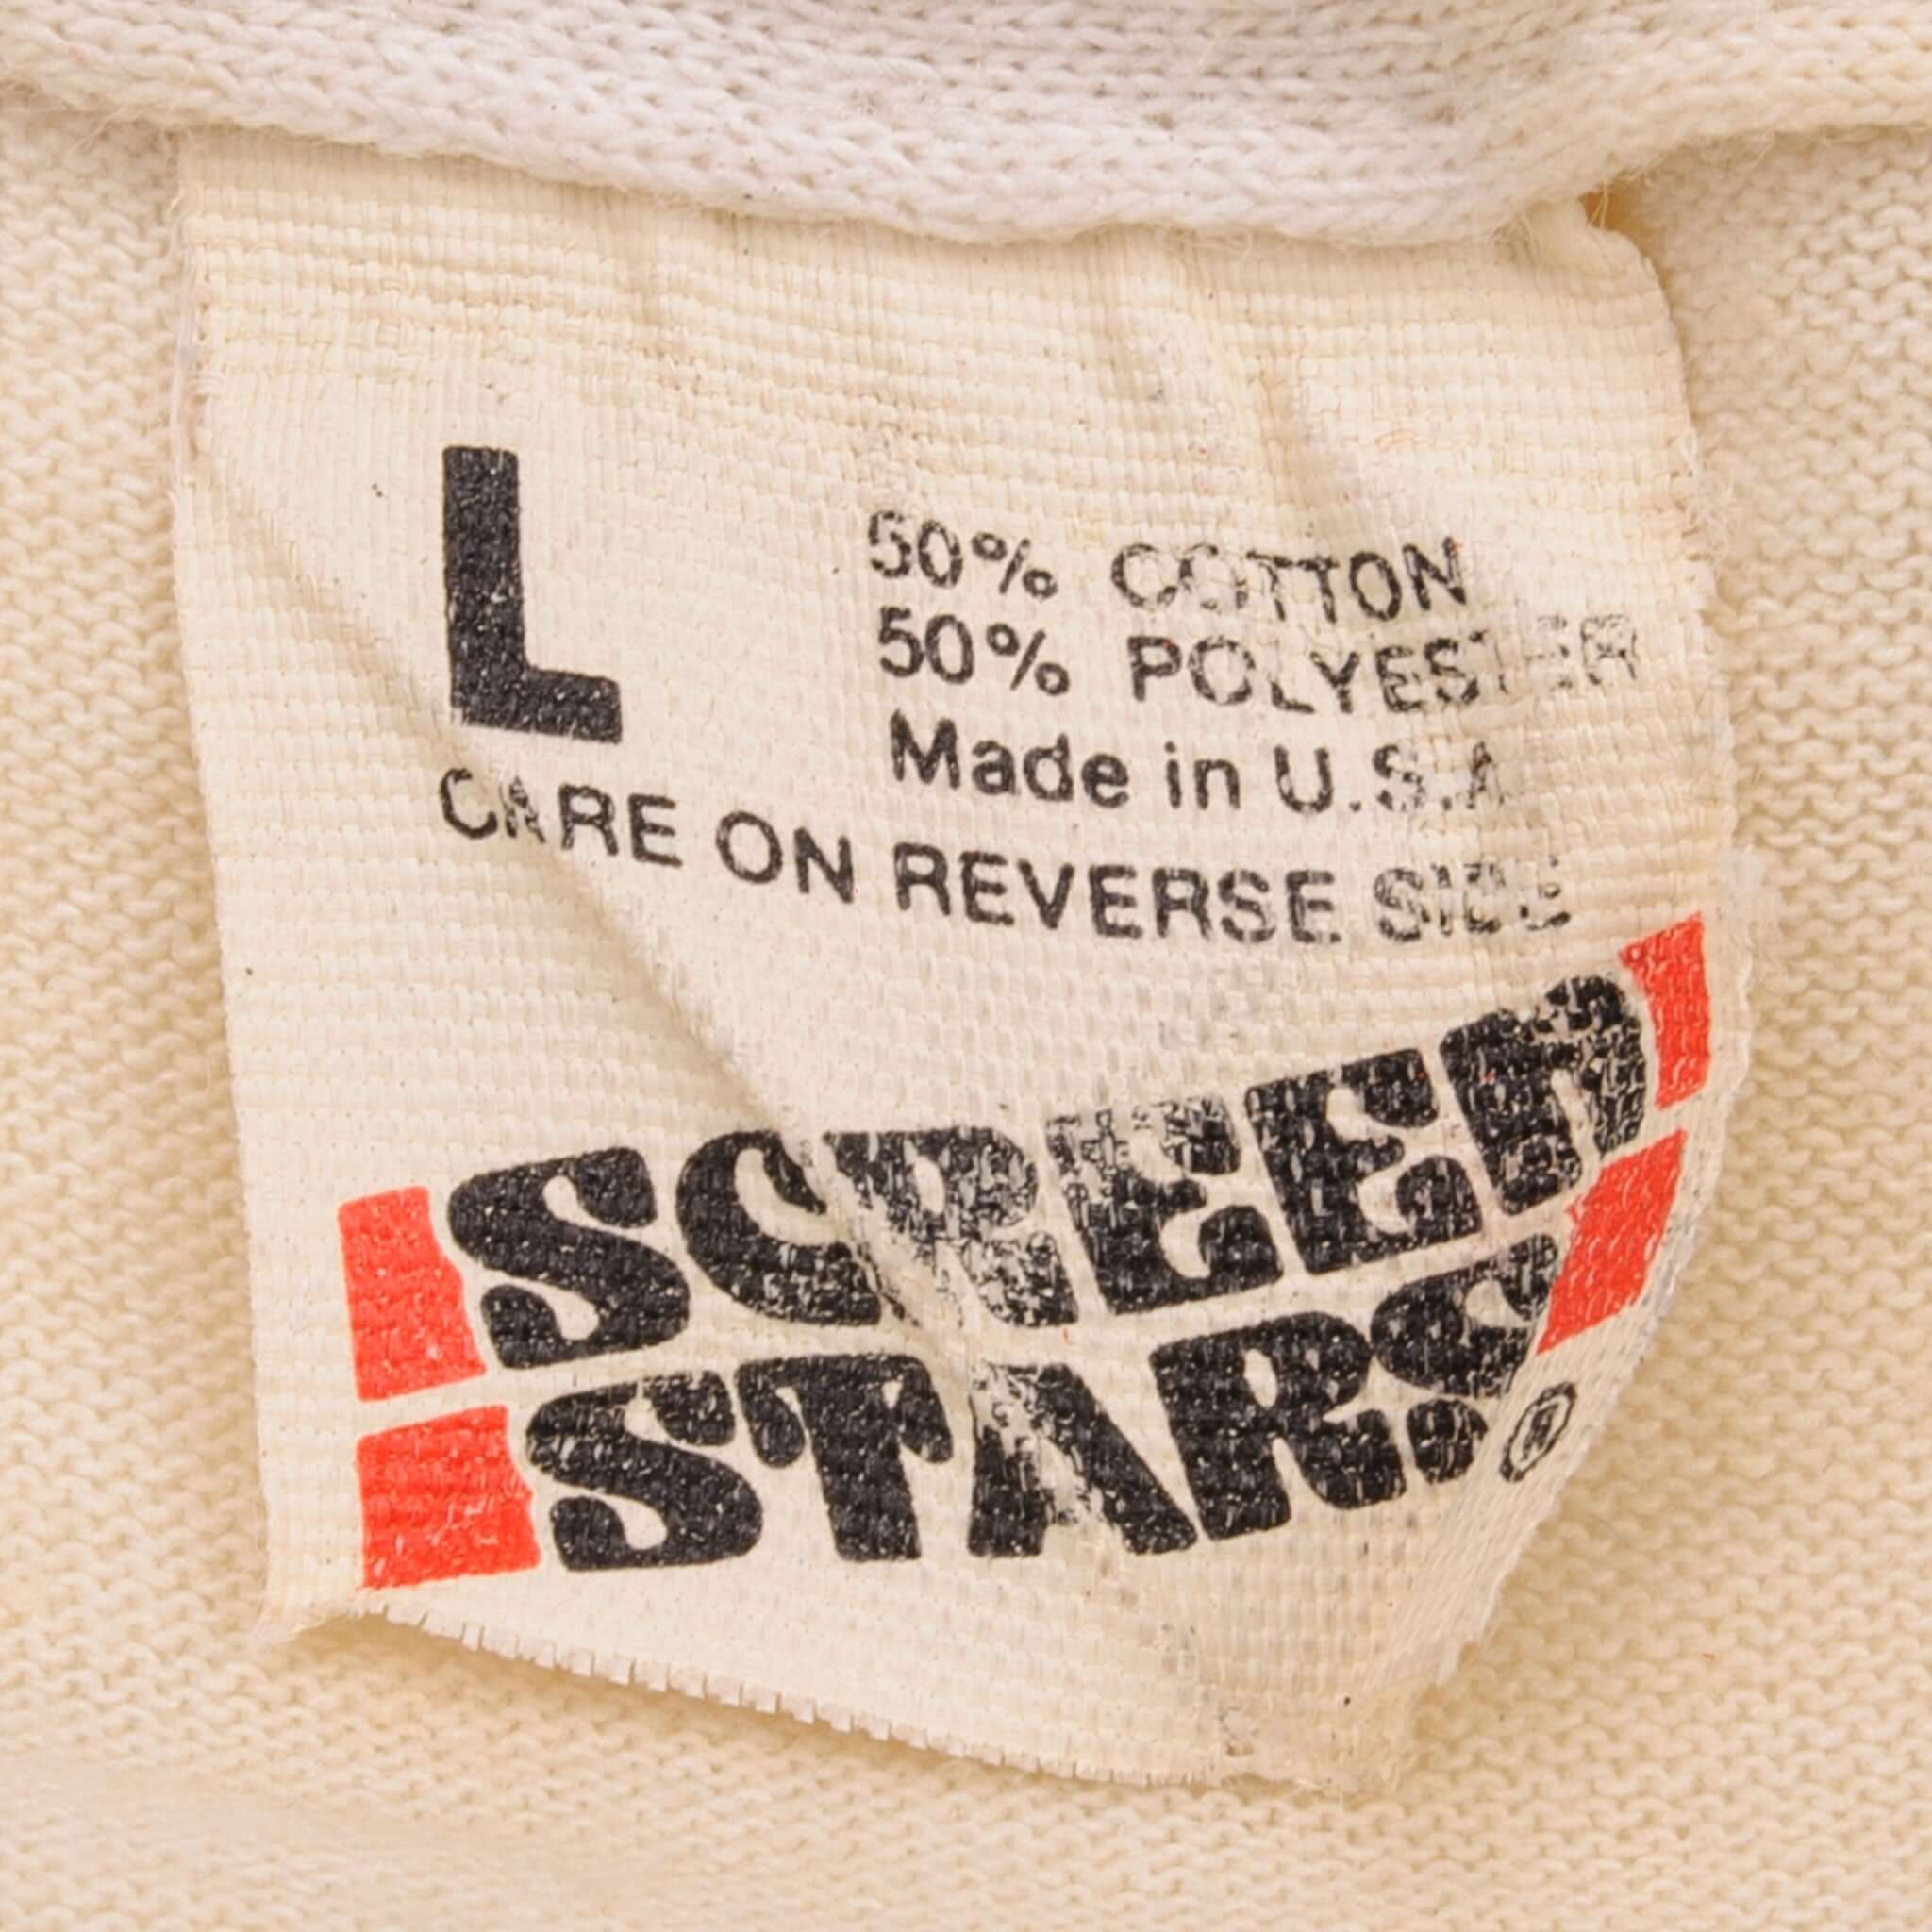 L
50% COTTON
50% POLYESTER
Made in U.S.A
CARE ON REVERSE SIDE
SCREEN
STARS®